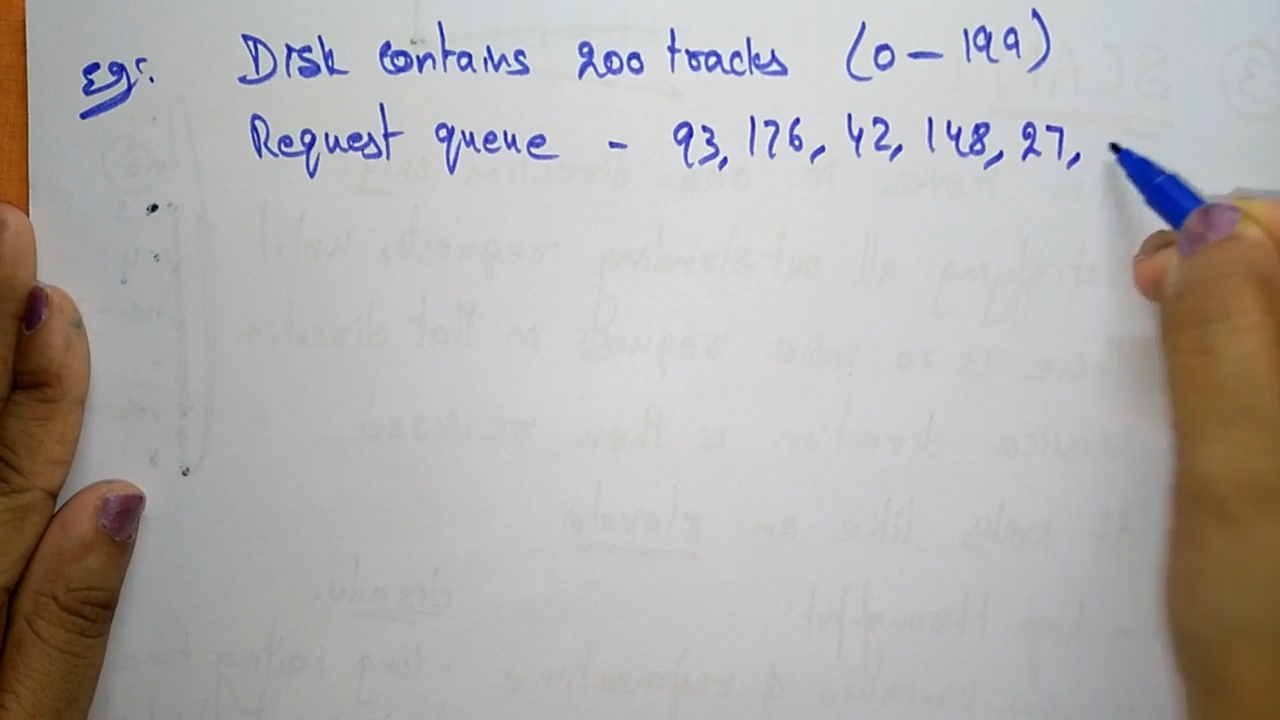 Eg:. Disk contains 200 tracks (0 - 199)
Request queue - 93, 176, 42, 148, 27,